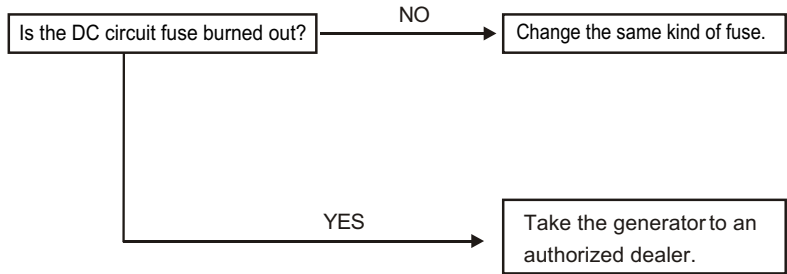 NO
Is the DC circuit fuse burned out?
Change the same kind of fuse.
YES
Take the generator to an
authorized dealer.